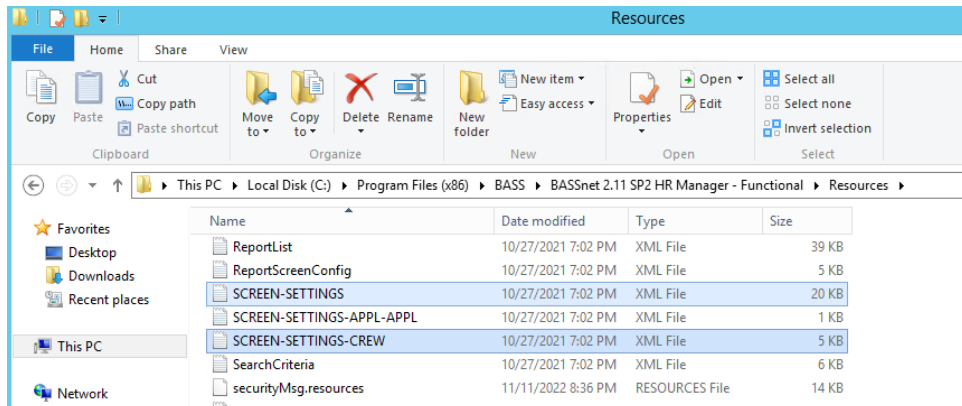 Resources
File Home Share View
Copy
Paste
Cut
Copy path
Paste shortcut
Move to
Copy to
Delete
Rename
New folder
New item
Easy access
Properties
Open
Edit
Select all
Select none
Invert selection
Clipboard Organize New Open Select
This PC Local Disk (C:) Program Files (x86) BASS BASSnet 2.11 SP2 HR Manager - Functional Resources
Favorites
Desktop
Downloads
Recent places
This PC
Network
Name Date modified Type Size
ReportList 10/27/2021 7:02 PM XML File 39 KB
ReportScreenConfig 10/27/2021 7:02 PM XML File 5 KB
SCREEN-SETTINGS 10/27/2021 7:02 PM XML File 20 KB
SCREEN-SETTINGS-APPL-APPL 10/27/2021 7:02 PM XML File 1 KB
SCREEN-SETTINGS-CREW 10/27/2021 7:02 PM XML File 5 KB
SearchCriteria 10/27/2021 7:02 PM XML File 6 KB
securityMsg.resources 11/11/2022 8:36 PM RESOURCES File 14 KB